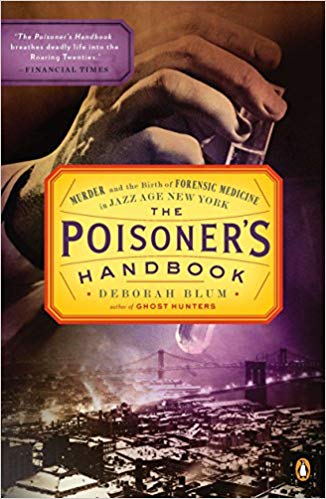 "The Poisoner's Handbook
breathes deadly life into the
Roaring Twenties."
—FINANCIAL TIMES
MURDER and the Birth of FORENSIC MEDICINE
in JAZZ AGE NEW YORK
THE
POISONER'S
HANDBOOK
DEBORAH BLUM
author of GHOST HUNTERS